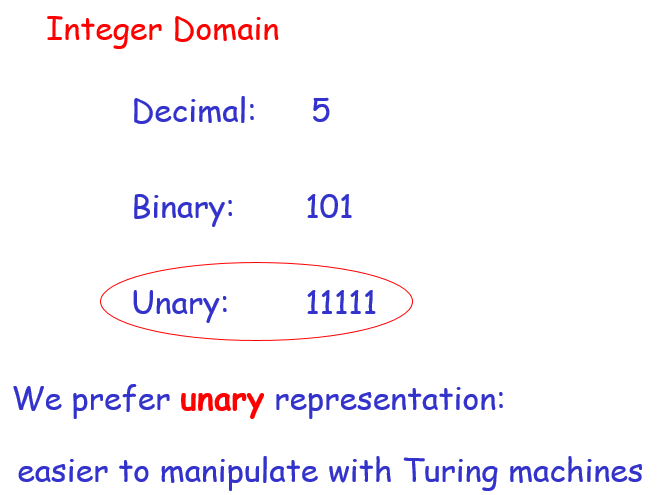 Integer Domain
Decimal: 5
Binary: 101
Unary: 11111
We prefer unary representation:
easier to manipulate with Turing machines